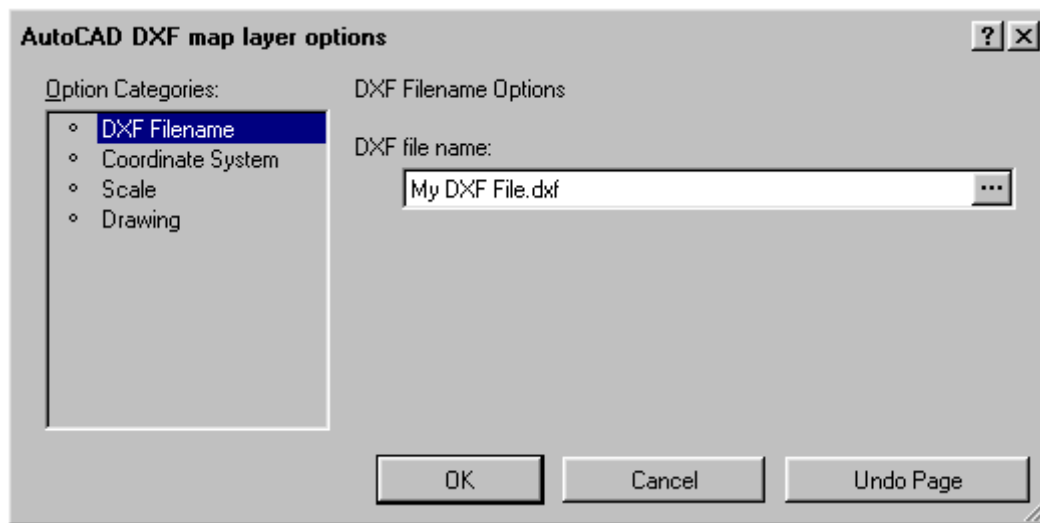 AutoCAD DXF map layer options
Option Categories:
DXF Filename
Coordinate System
Scale
Drawing
DXF Filename Options
DXF file name:
My DXF File.dxf
OK
Cancel
Undo Page